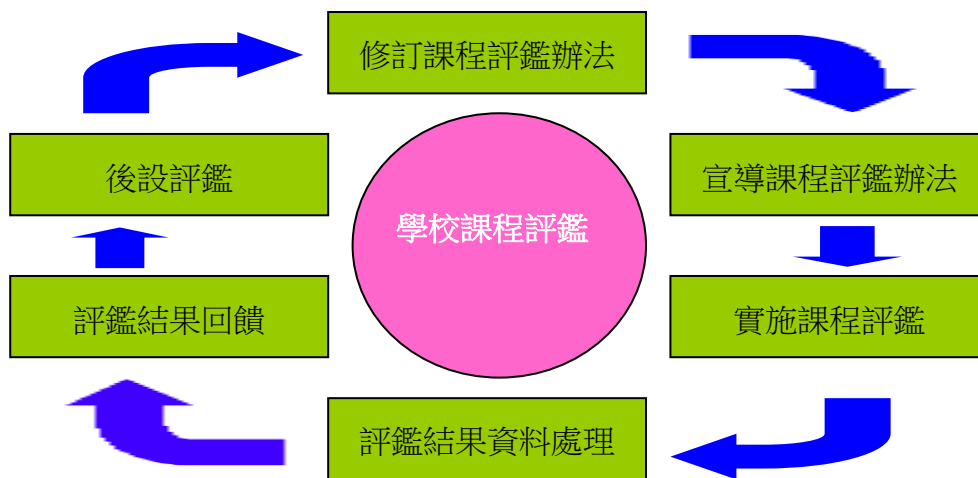 修訂課程評鑑辦法
後設評鑑
宣導課程評鑑辦法
學校課程評鑑
評鑑結果回饋
實施課程評鑑
評鑑結果資料處理